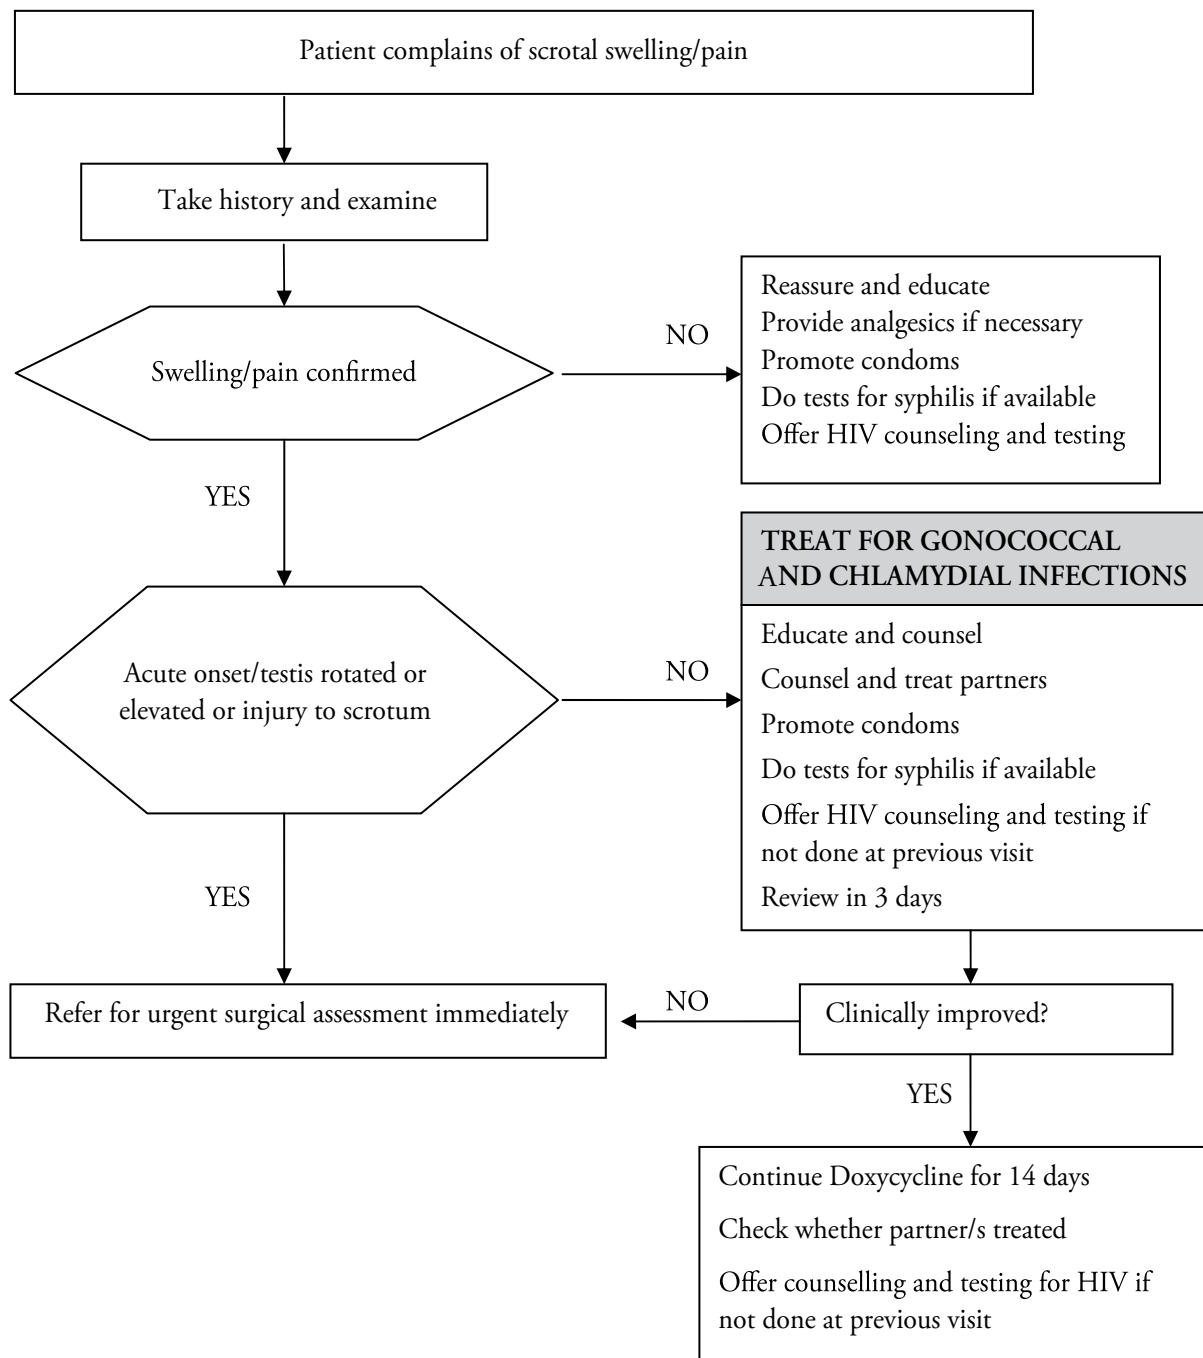 Patient complains of scrotal swelling/pain
Take history and examine
Swelling/pain confirmed
NO
Reassure and educate
Provide analgesics if necessary
Promote condoms
Do tests for syphilis if available
Offer HIV counseling and testing
YES
Acute onset/testis rotated or
elevated or injury to scrotum
NO
TREAT FOR GONOCOCCAL
AND CHLAMYDIAL INFECTIONS
Educate and counsel
Counsel and treat partners
Promote condoms
Do tests for syphilis if available
Offer HIV counseling and testing if
not done at previous visit
Review in 3 days
YES
Refer for urgent surgical assessment immediately
NO
Clinically improved?
YES
Continue Doxycycline for 14 days
Check whether partner/s treated
Offer counselling and testing for HIV if
not done at previous visit